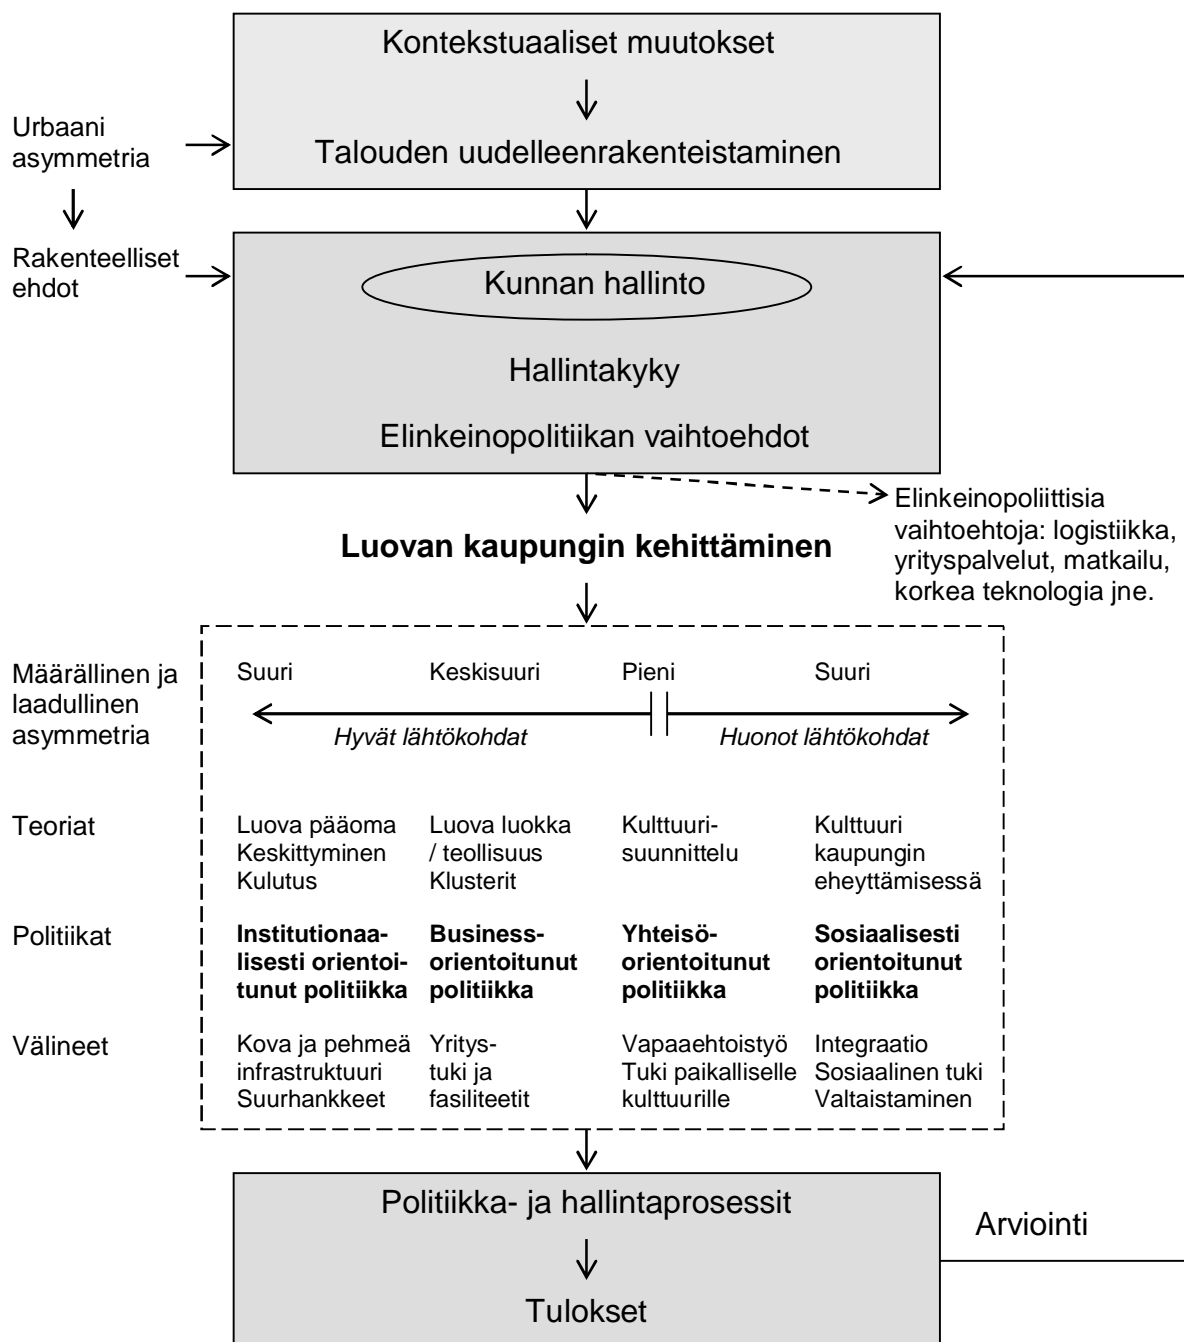 Kontekstuaaliset muutokset
Urbaani
asymmetria
Talouden uudelleenrakenteistaminen
Rakenteelliset
ehdot
Kunnan hallinto
Hallintakyky
Elinkeinopolitiikan vaihtoehdot
Elinkeinopoliittisia
vaihtoehtoja: logistiikka,
yrityspalvelut, matkailu,
korkea teknologia jne.
Luovan kaupungin kehittäminen
Määrällinen ja
laadullinen
asymmetria
Suuri
Keskisuuri
Pieni
Suuri
Hyvät lähtökohdat
Huonot lähtökohdat
Teoriat
Luova pääoma
Keskittyminen
Kulutus
Luova luokka
/ teollisuus
Klusterit
Kulttuuri-
suunnittelu
Kulttuuri
kaupungin
eheyttämisessä
Politiikat
Institutionaa-
lisesti orientoi-
tunut politiikka
Business-
orientoitunut
politiikka
Yhteisö-
orientoitunut
politiikka
Sosiaalisesti
orientoitunut
politiikka
Välineet
Kova ja pehmeä
infrastruktuuri
Suurhankkeet
Yritys-
tuki ja
fasiliteetit
Vapaaehtoistyö
Tuki paikalliselle
kulttuurille
Integraatio
Sosiaalinen tuki
Valtaistaminen
Politiikka- ja hallintaprosessit
Arviointi
Tulokset